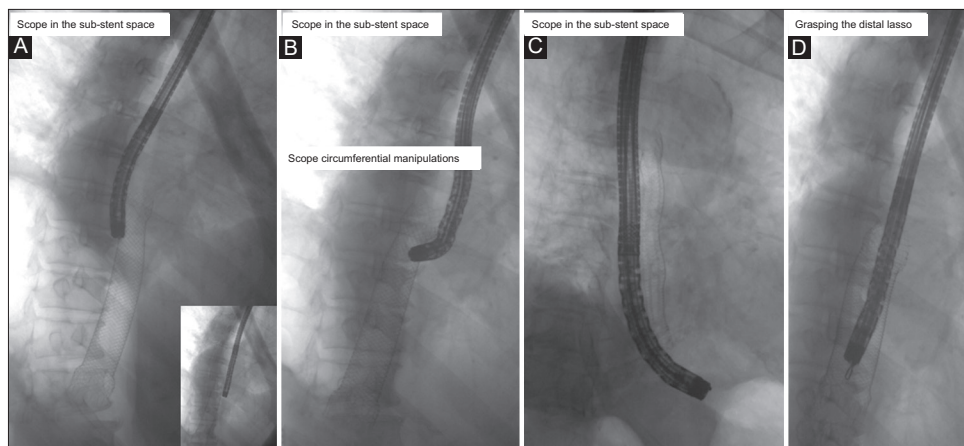 Scope in the sub-stent space
A
Scope in the sub-stent space
B
Scope circumferential manipulations
Scope in the sub-stent space
C
Grasping the distal lasso
D